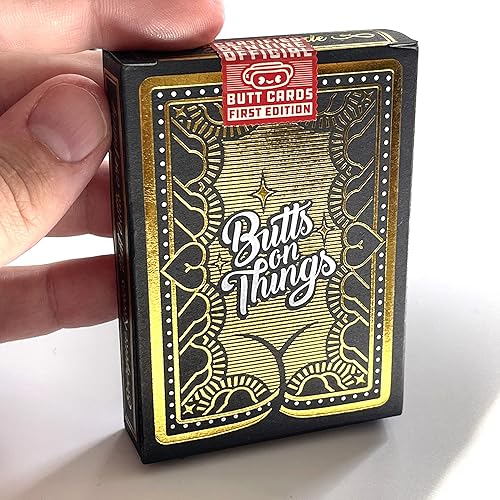 OFFICIAL
BUTT CARDS
FIRST EDITION
Butts
on
Things